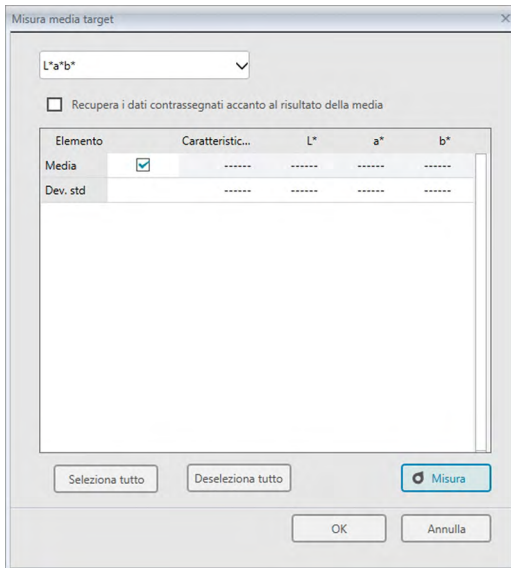 Misura media target
L*a*b*
Recupera i dati contrassegnati accanto al risultato della media
Elemento Caratteristic... L* a* b*
Media ------ ------ ------ ------
Dev. std ------ ------ ------ ------
Seleziona tutto Deseleziona tutto Misura
OK Annulla